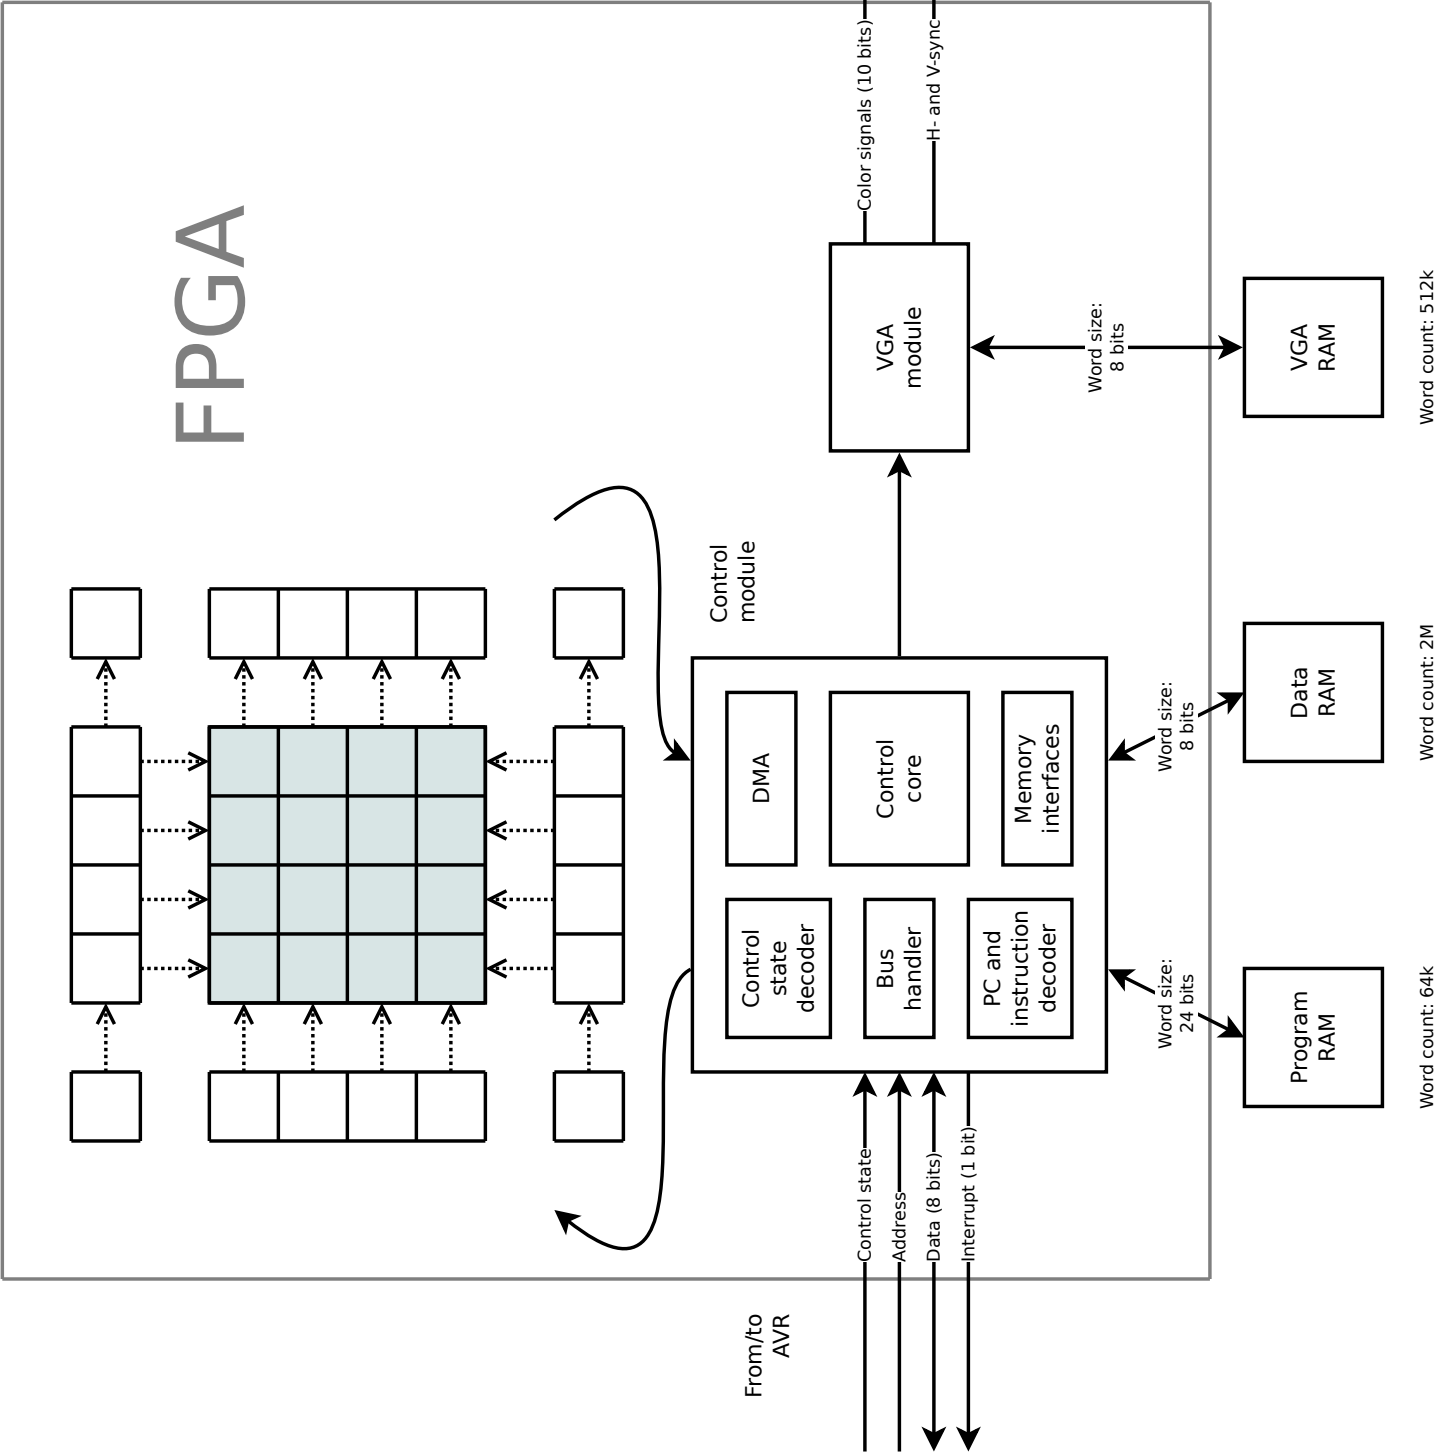 FPGA
Control
module
DMA
Control
core
Memory
interfaces
Control
state
decoder
Bus
handler
PC and
instruction
decoder
VGA
module
Color signals (10 bits)
H- and V-sync
From/to
AVR
Control state
Address
Data (8 bits)
Interrupt (1 bit)
Word size:
24 bits
Word size:
8 bits
Word size:
8 bits
Program
RAM
Data
RAM
VGA
RAM
Word count: 64k
Word count: 2M
Word count: 512k